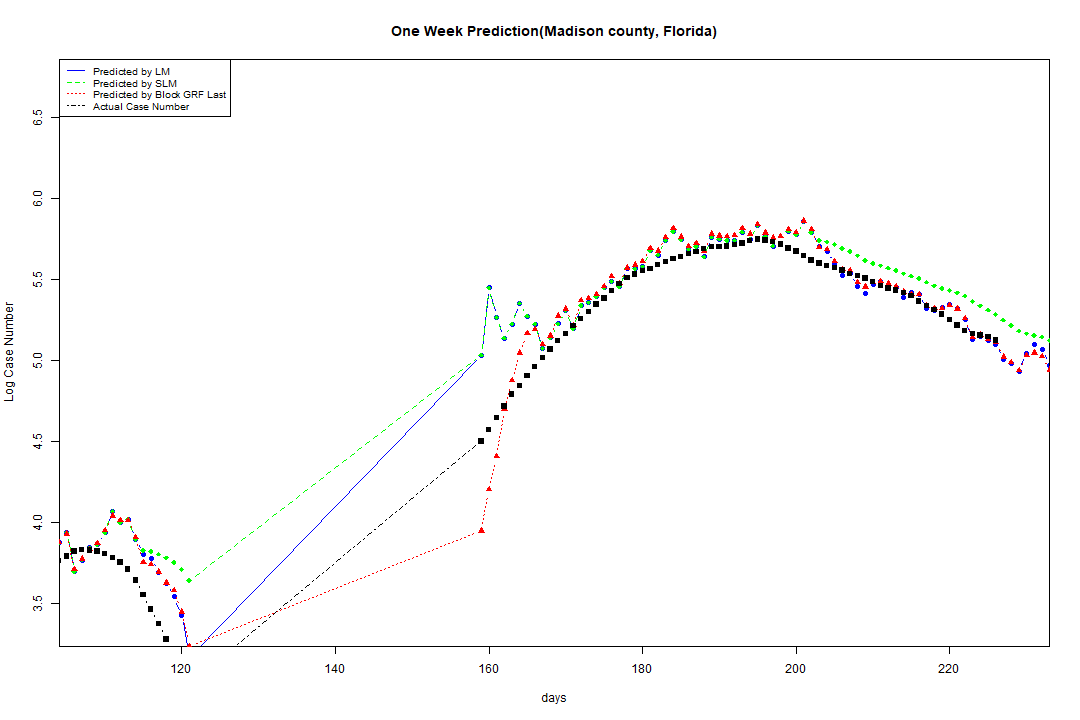 One Week Prediction(Madison county, Florida)
Predicted by LM
Predicted by SLM
Predicted by Block GRF Last
Actual Case Number
Log Case Number
6.5
6.0
5.5
5.0
4.5
4.0
3.5
120 140 160 180 200 220
days